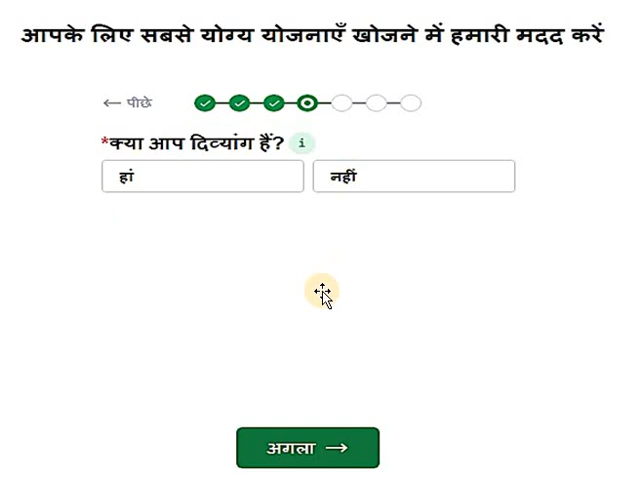 आपके लिए सबसे योग्य योजनाएँ खोजने में हमारी मदद करें
← पीछे
*क्या आप दिव्यांग हैं? i
हां
नहीं
अगला →